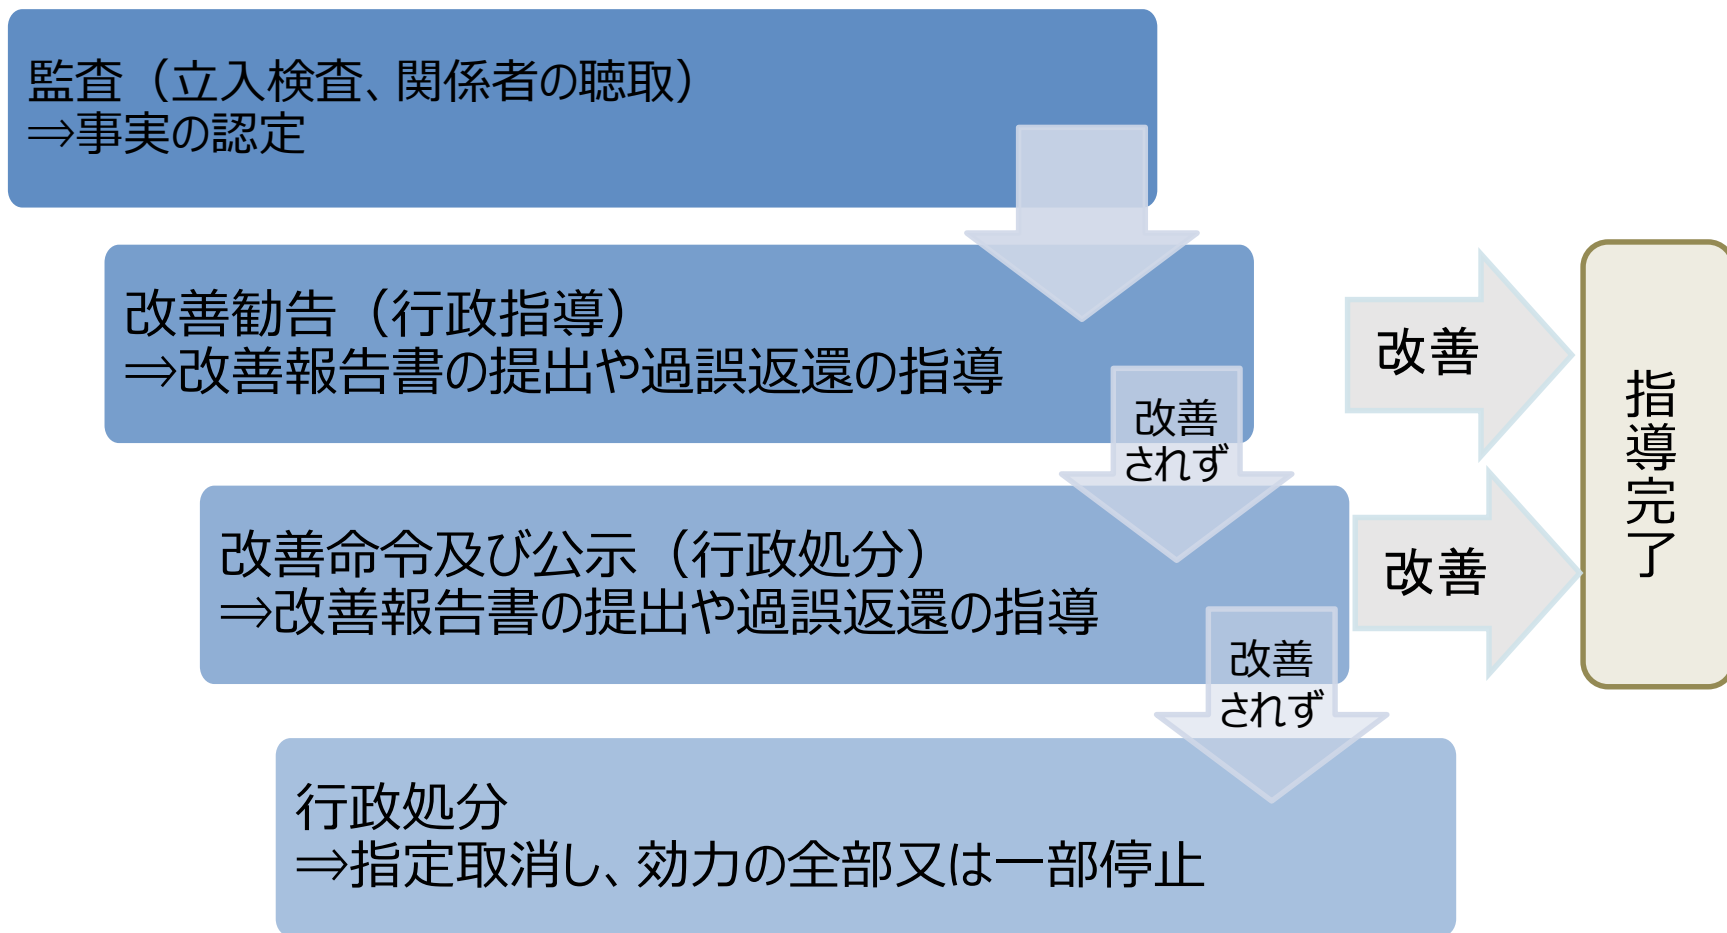 監査（立入検査、関係者の聴取）
⇒事実の認定
改善勧告（行政指導）
⇒改善報告書の提出や過誤返還の指導
改善
されず
改善
改善命令及び公示（行政処分）
⇒改善報告書の提出や過誤返還の指導
改善
されず
改善
指導完了
行政処分
⇒指定取消し、効力の全部又は一部停止